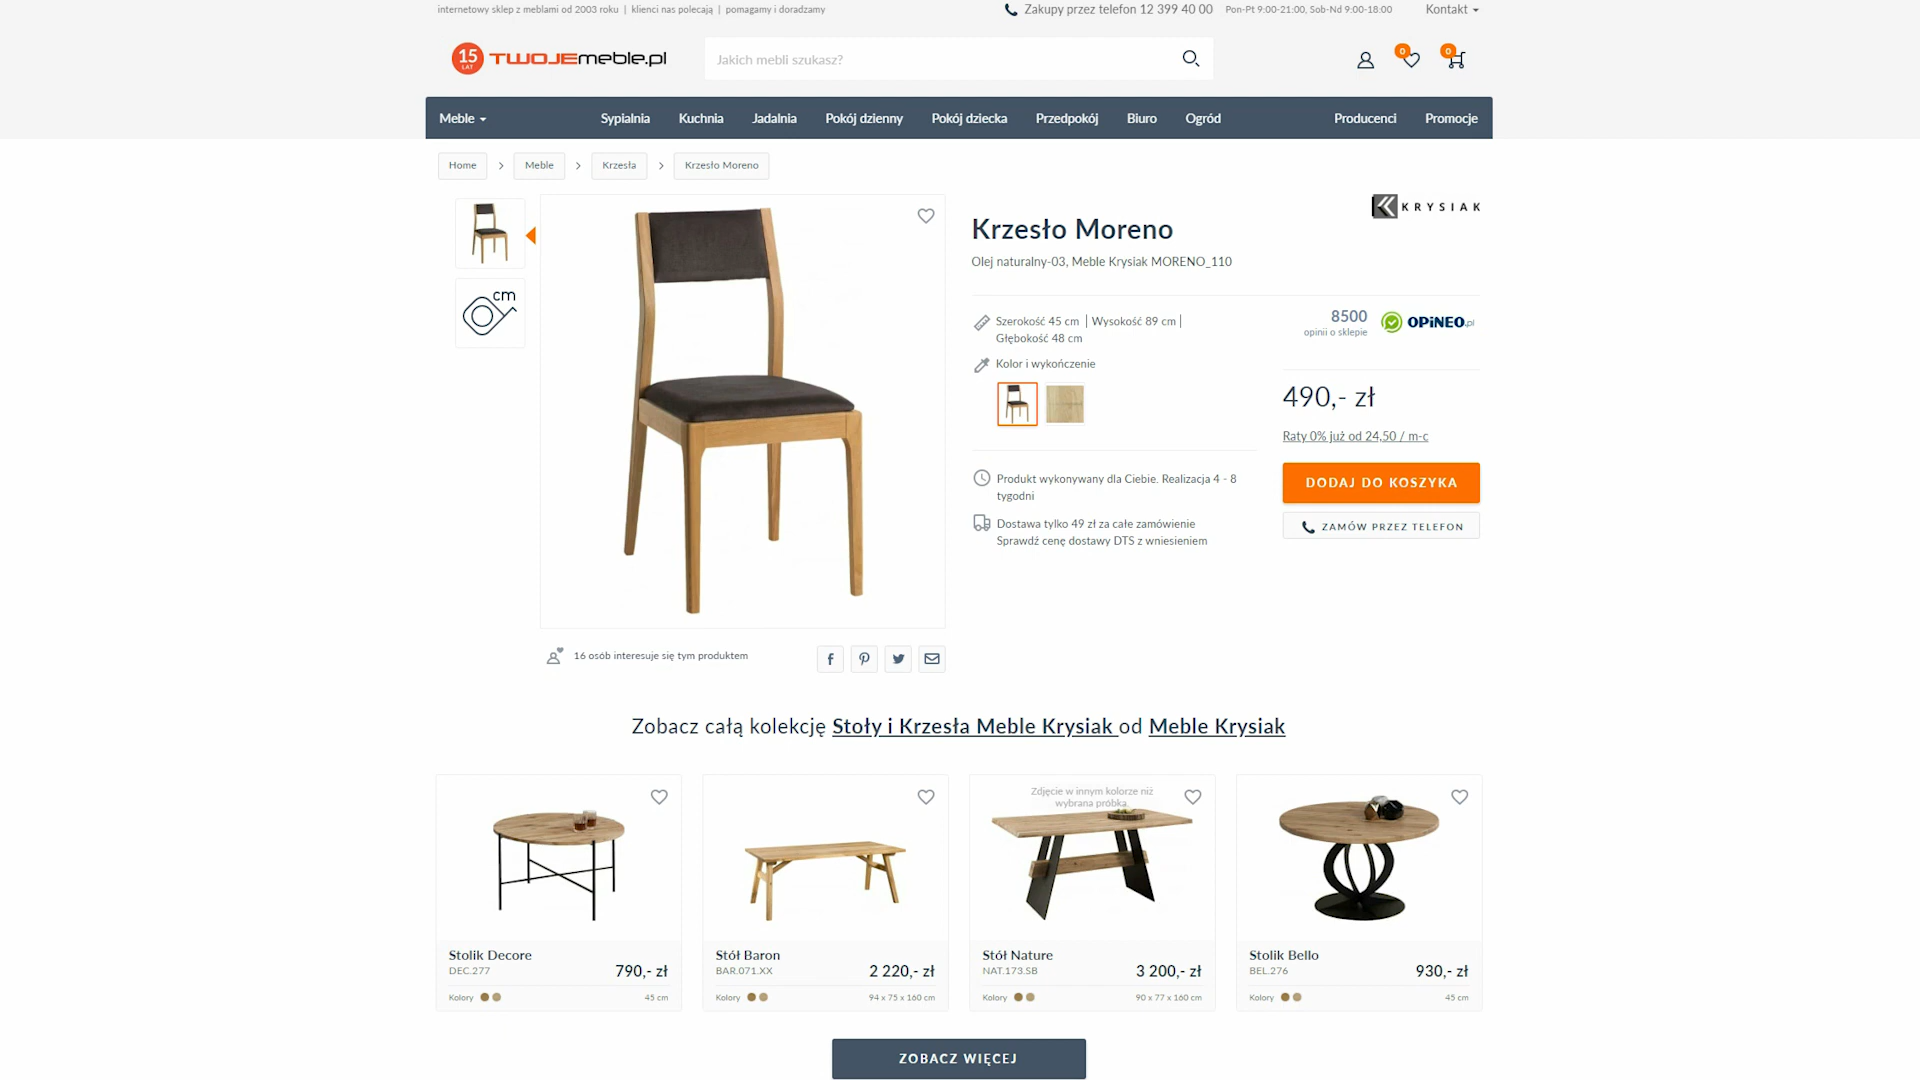 internetowy sklep z meblami od 2003 roku | klienci nas polecają | pomagamy i doradzamy
Zakupy przez telefon 12 399 40 00 Pon-Pt 9:00-21:00, Sob-Nd 9:00-18:00
Kontakt
15 LAT
TWOJEmeble.pl
Jakich mebli szukasz?
0
0
Meble Sypialnia Kuchnia Jadalnia Pokój dzienny Pokój dziecka Przedpokój Biuro Ogród Producenci Promocje
Home > Meble > Krzesła > Krzesło Moreno
cm
KRYSIAK
Krzesło Moreno
Olej naturalny-03, Meble Krysiak MORENO_110
Szerokość 45 cm | Wysokość 89 cm |
Głębokość 48 cm
Kolor i wykończenie
8500
opinii o sklepie
OPiNEO.pl
490,- zł
Raty 0% już od 24,50 / m-c
DODAJ DO KOSZYKA
ZAMÓW PRZEZ TELEFON
Produkt wykonywany dla Ciebie. Realizacja 4 - 8
tygodni
Dostawa tylko 49 zł za całe zamówienie
Sprawdź cenę dostawy DTS z wniesieniem
16 osób interesuje się tym produktem
Zobacz całą kolekcję Stoły i Krzesła Meble Krysiak od Meble Krysiak
Stolik Decore
DEC.277
790,- zł
Kolory
45 cm
Stół Baron
BAR.071.XX
2 220,- zł
Kolory
94 x 75 x 160 cm
Zdjęcie w innym kolorze niż
wybrana próbka
Stół Nature
NAT.173.SB
3 200,- zł
Kolory
90 x 77 x 160 cm
Stolik Bello
BEL.276
930,- zł
Kolory
45 cm
ZOBACZ WIĘCEJ